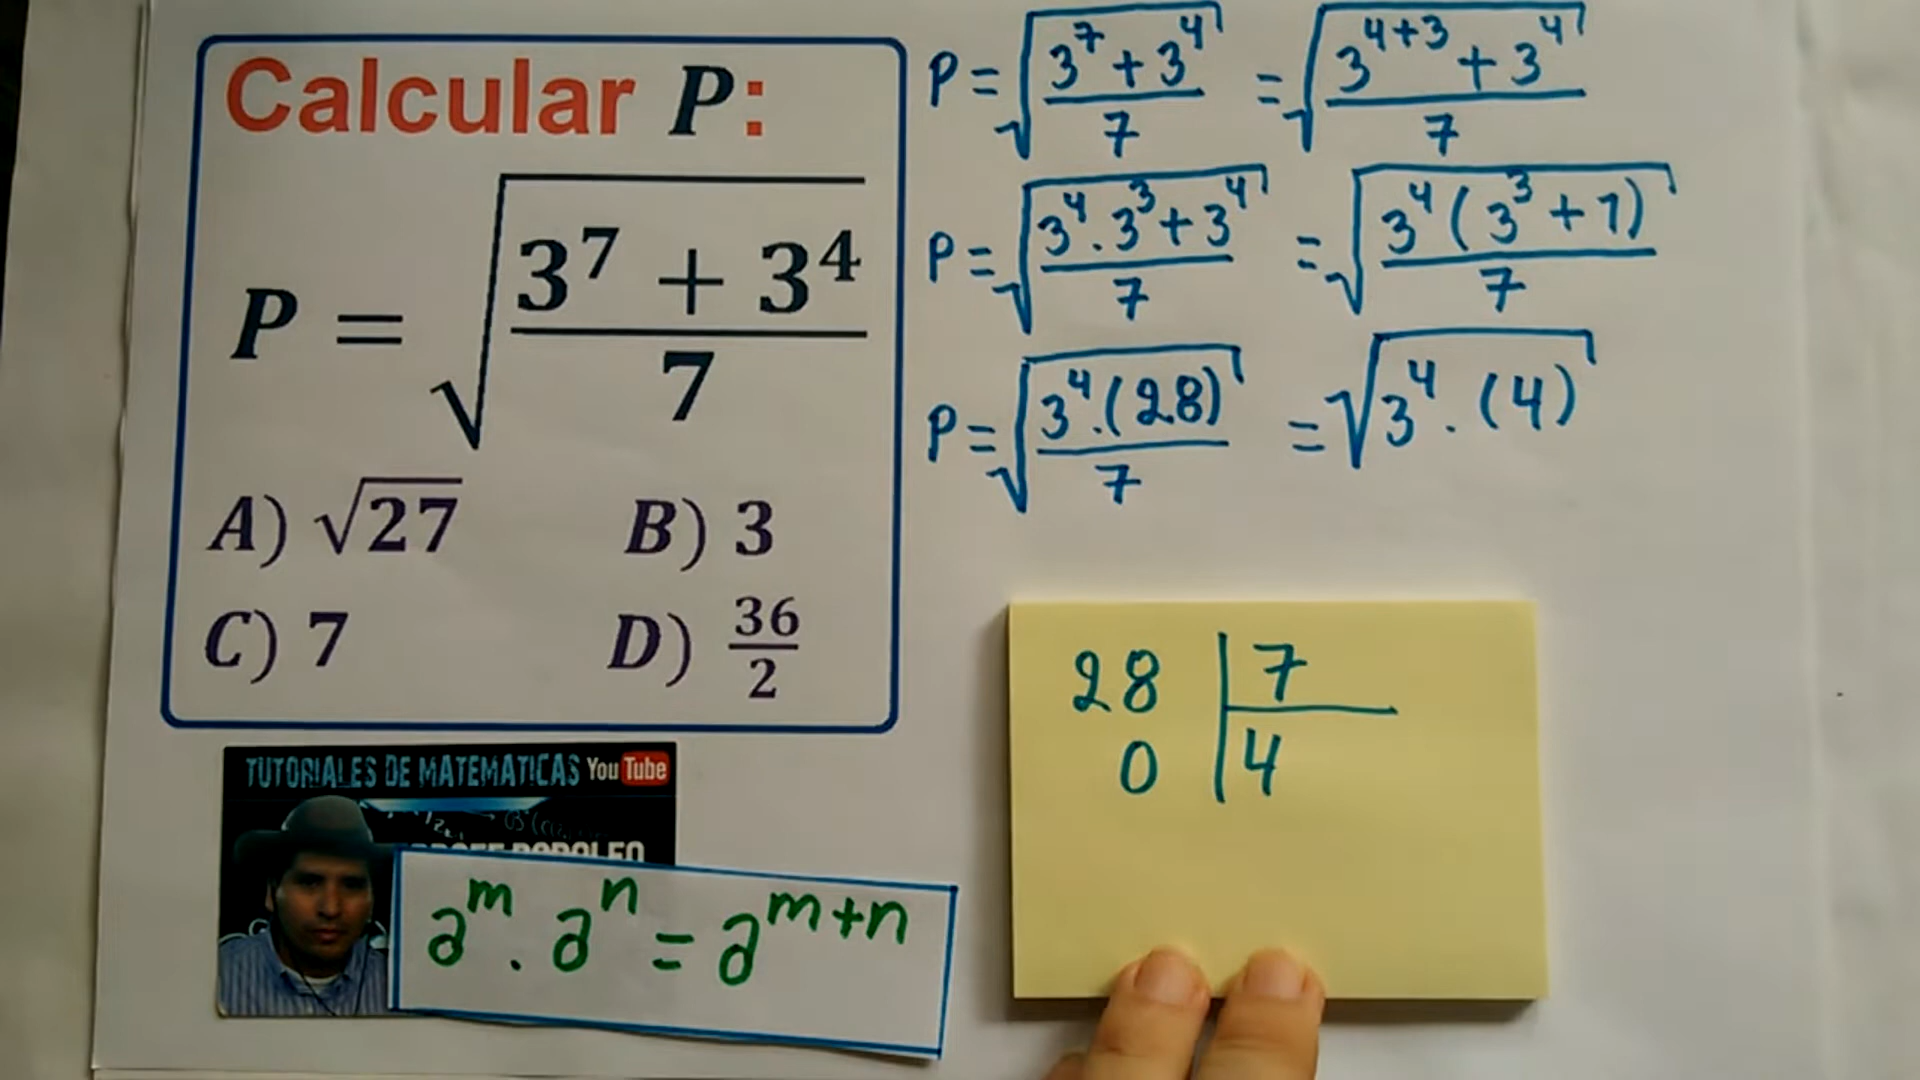 Calcular P:
P = √((3⁷ + 3⁴)/7)
A) √27 B) 3
C) 7 D) 36/2
P = √((3⁷ + 3⁴)/7) = √((3⁴⁺³ + 3⁴)/7)
P = √((3⁴ . 3³ + 3⁴)/7) = √((3⁴ (3³ + 1))/7)
P = √((3⁴ . (28))/7) = √(3⁴ . (4))
28 | 7
0 | 4
TUTORIALES DE MATEMATICAS YouTube
RODOLFO
aᵐ . aⁿ = aᵐ⁺ⁿ